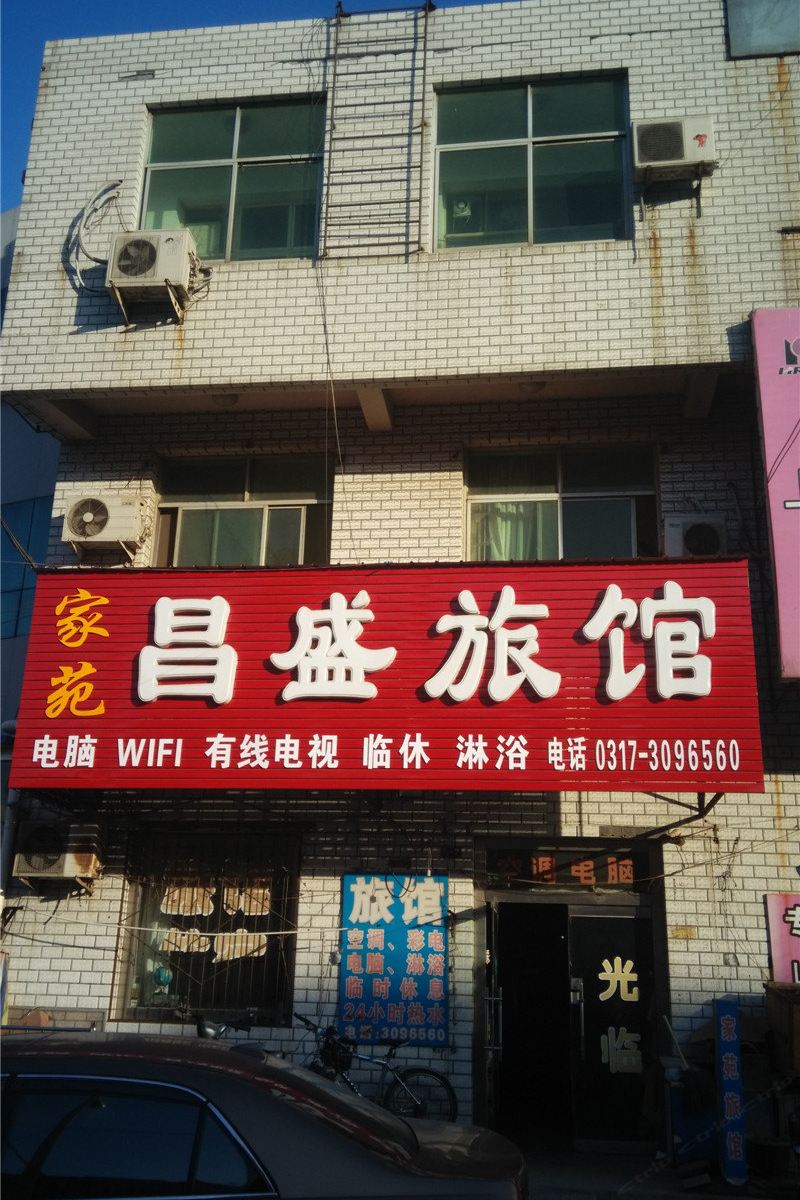 家苑
昌盛旅馆
电脑 WIFI 有线电视 临休 淋浴 电话 0317-3096560
空调 电脑
旅馆
空调、彩电
电脑、淋浴
临时休息
24小时热水
电话:3096560
光临
家苑旅馆